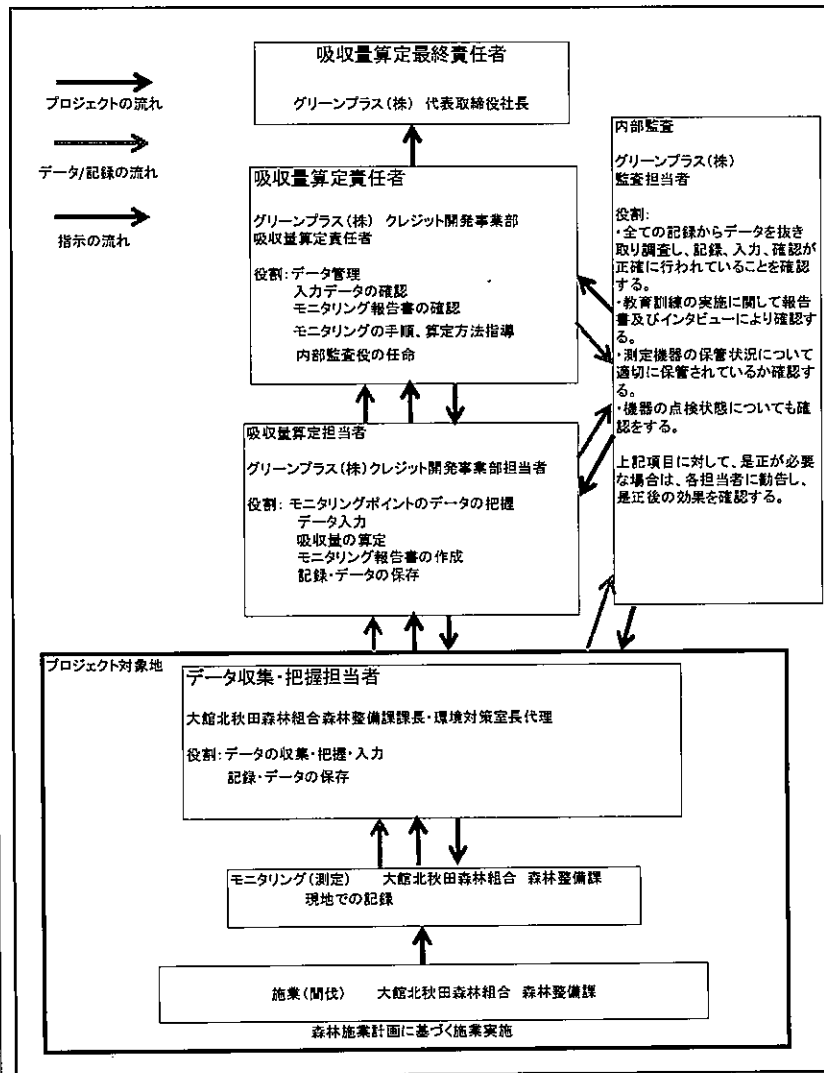 プロジェクトの流れ
データ/記録の流れ
指示の流れ
吸収量算定最終責任者
グリーンプラス(株) 代表取締役社長
吸収量算定責任者
グリーンプラス(株) クレジット開発事業部
吸収量算定責任者
役割:データ管理
入力データの確認
モニタリング報告書の確認
モニタリングの手順、算定方法指導
内部監査役の任命
内部監査
グリーンプラス(株)
監査担当者
役割:
・全ての記録からデータを抜き
取り調査し、記録、入力、確認が
正確に行われていることを確認
する。
・教育訓練の実施に関して報告
書及びインタビューにより確認す
る。
・測定機器の保管状況について
適切に保管されているか確認す
る。
・機器の点検状態についても確
認をする。
上記項目に対して、是正が必要
な場合は、各担当者に勧告し、
是正後の効果を確認する。
吸収量算定担当者
グリーンプラス(株)クレジット開発事業部担当者
役割: モニタリングポイントのデータの把握
データ入力
吸収量の算定
モニタリング報告書の作成
記録・データの保存
プロジェクト対象地
データ収集・把握担当者
大館北秋田森林組合森林整備課課長・環境対策室長代理
役割:データの収集・把握・入力
記録・データの保存
モニタリング(測定) 大館北秋田森林組合 森林整備課
現地での記録
施業(間伐) 大館北秋田森林組合 森林整備課
森林施業計画に基づく施業実施